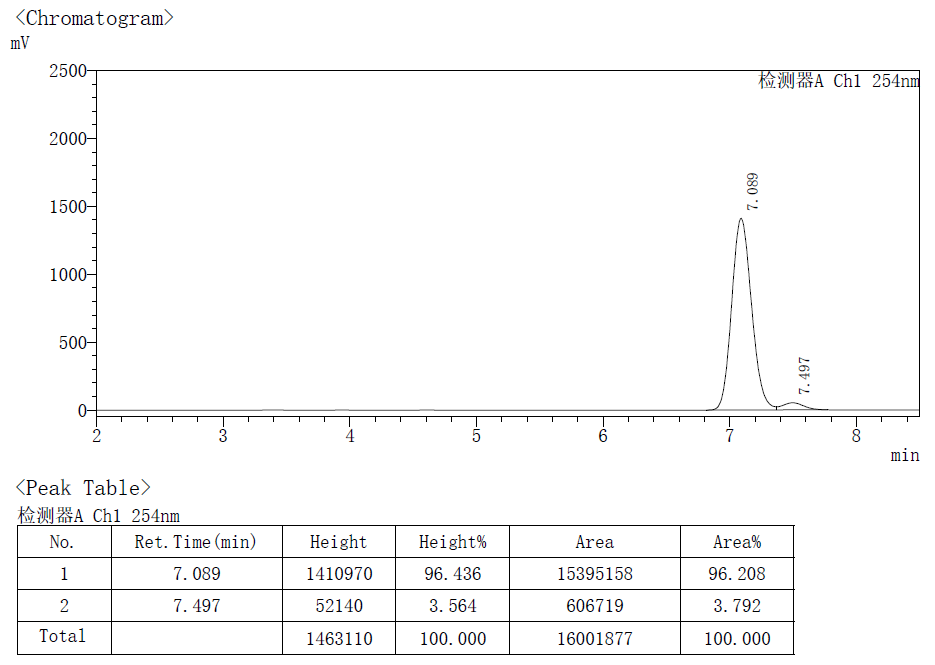 <Chromatogram>
mV
2500
检测器A Ch1 254nm
2000
1500
1000
500
0
7.089
7.497
2 3 4 5 6 7 8
min
<Peak Table>
检测器A Ch1 254nm
No. Ret.Time(min) Height Height% Area Area%
1 7.089 1410970 96.436 15395158 96.208
2 7.497 52140 3.564 606719 3.792
Total 1463110 100.000 16001877 100.000